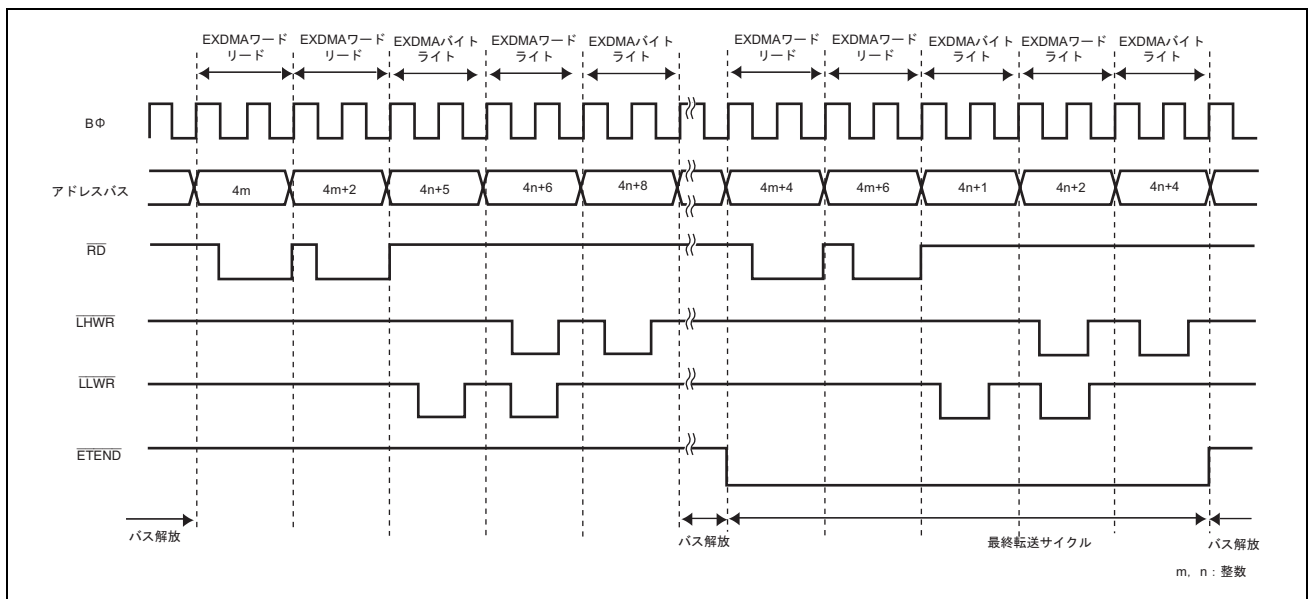 EXDMAワード
リード
EXDMAワード
リード
EXDMAバイト
ライト
EXDMAワード
ライト
EXDMAバイト
ライト
EXDMAワード
リード
EXDMAワード
リード
EXDMAバイト
ライト
EXDMAワード
ライト
EXDMAバイト
ライト
BΦ
アドレスバス
4m
4m+2
4n+5
4n+6
4n+8
4m+4
4m+6
4n+1
4n+2
4n+4
RD
LHWR
LLWR
ETEND
バス解放
バス解放
最終転送サイクル
バス解放
m, n : 整数